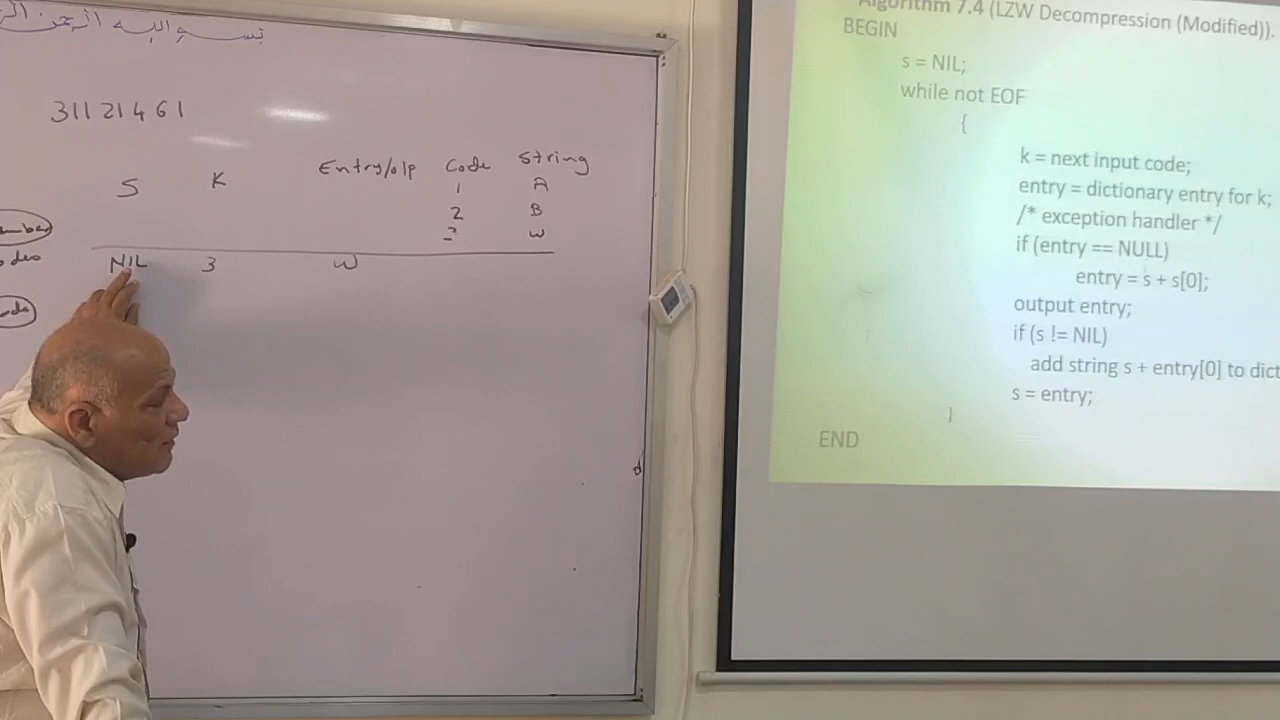 بسم الله الرحمن
31121461
S K Entry/o/p Code String
1 A
2 B
3 W
NIL 3 W
Algorithm 7.4 (LZW Decompression (Modified)).
BEGIN
s = NIL;
while not EOF
{
k = next input code;
entry = dictionary entry for k;
/* exception handler */
if (entry == NULL)
entry = s + s[0];
output entry;
if (s != NIL)
add string s + entry[0] to dict
s = entry;
}
END